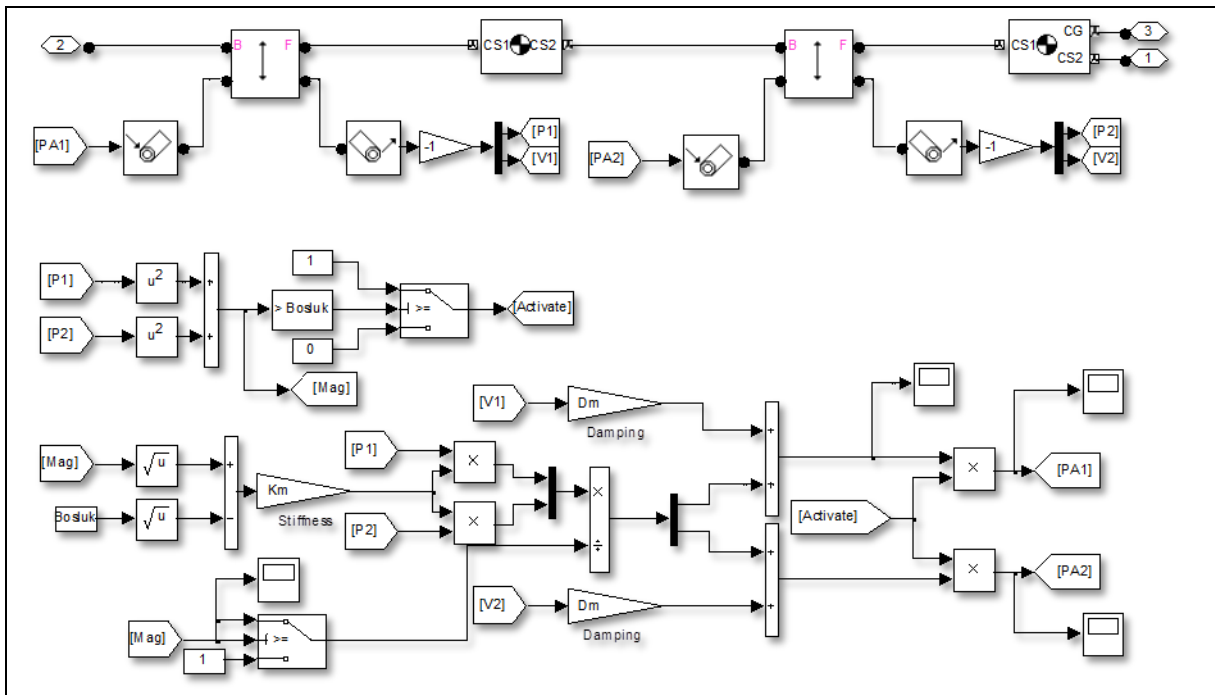 2
B F
CS1 CS2
B F
CS1 CG CS2
3
1
[PA1]
-1
[P1]
[V1]
[PA2]
-1
[P2]
[V2]
[P1]
u2
+
[P2]
u2
+
1
> Bosluk
>=
[Activate]
0
[Mag]
[V1]
Dm
Damping
+
[Mag]
√u
+
[P1]
×
Km
Stiffness
×
+
×
[PA1]
Bosluk
√u
−
[P2]
×
÷
[Activate]
+
×
[PA2]
[V2]
Dm
Damping
+
[Mag]
>=
1